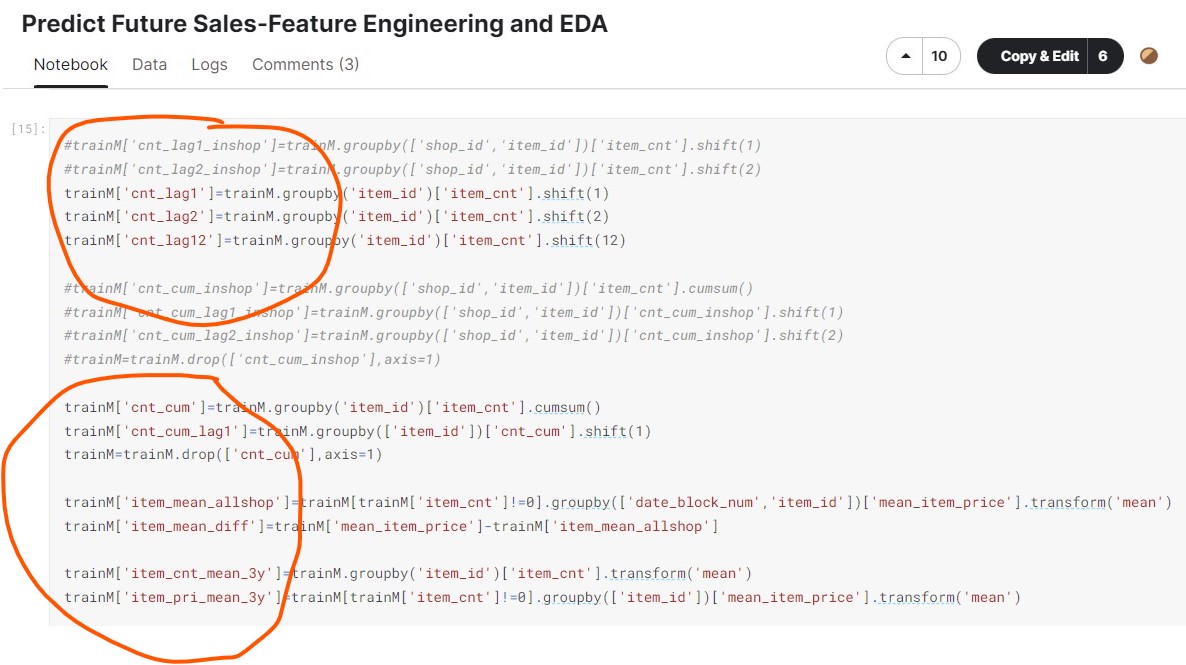 Predict Future Sales-Feature Engineering and EDA
Notebook Data Logs Comments (3)
10 Copy & Edit 6
[15]:
#trainM['cnt_lag1_inshop']=trainM.groupby(['shop_id','item_id'])['item_cnt'].shift(1)
#trainM['cnt_lag2_inshop']=trainM.groupby(['shop_id','item_id'])['item_cnt'].shift(2)
trainM['cnt_lag1']=trainM.groupby('item_id')['item_cnt'].shift(1)
trainM['cnt_lag2']=trainM.groupby('item_id')['item_cnt'].shift(2)
trainM['cnt_lag12']=trainM.groupby('item_id')['item_cnt'].shift(12)
#trainM['cnt_cum_inshop']=trainM.groupby(['shop_id','item_id'])['item_cnt'].cumsum()
#trainM['cnt_cum_lag1_inshop']=trainM.groupby(['shop_id','item_id'])['cnt_cum_inshop'].shift(1)
#trainM['cnt_cum_lag2_inshop']=trainM.groupby(['shop_id','item_id'])['cnt_cum_inshop'].shift(2)
#trainM=trainM.drop(['cnt_cum_inshop'],axis=1)
trainM['cnt_cum']=trainM.groupby('item_id')['item_cnt'].cumsum()
trainM['cnt_cum_lag1']=trainM.groupby(['item_id'])['cnt_cum'].shift(1)
trainM=trainM.drop(['cnt_cum'],axis=1)
trainM['item_mean_allshop']=trainM[trainM['item_cnt']!=0].groupby(['date_block_num','item_id'])['mean_item_price'].transform('mean')
trainM['item_mean_diff']=trainM['mean_item_price']-trainM['item_mean_allshop']
trainM['item_cnt_mean_3y']=trainM.groupby('item_id')['item_cnt'].transform('mean')
trainM['item_pri_mean_3y']=trainM[trainM['item_cnt']!=0].groupby(['item_id'])['mean_item_price'].transform('mean')